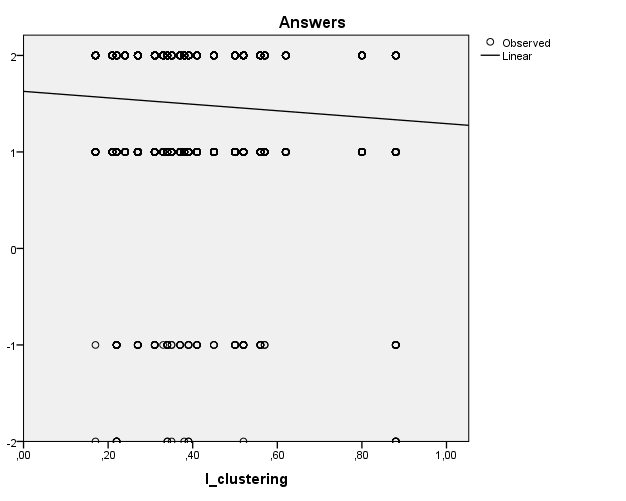 Answers
Observed
Linear
2
1
0
-1
-2
,00 ,20 ,40 ,60 ,80 1,00
I_clustering